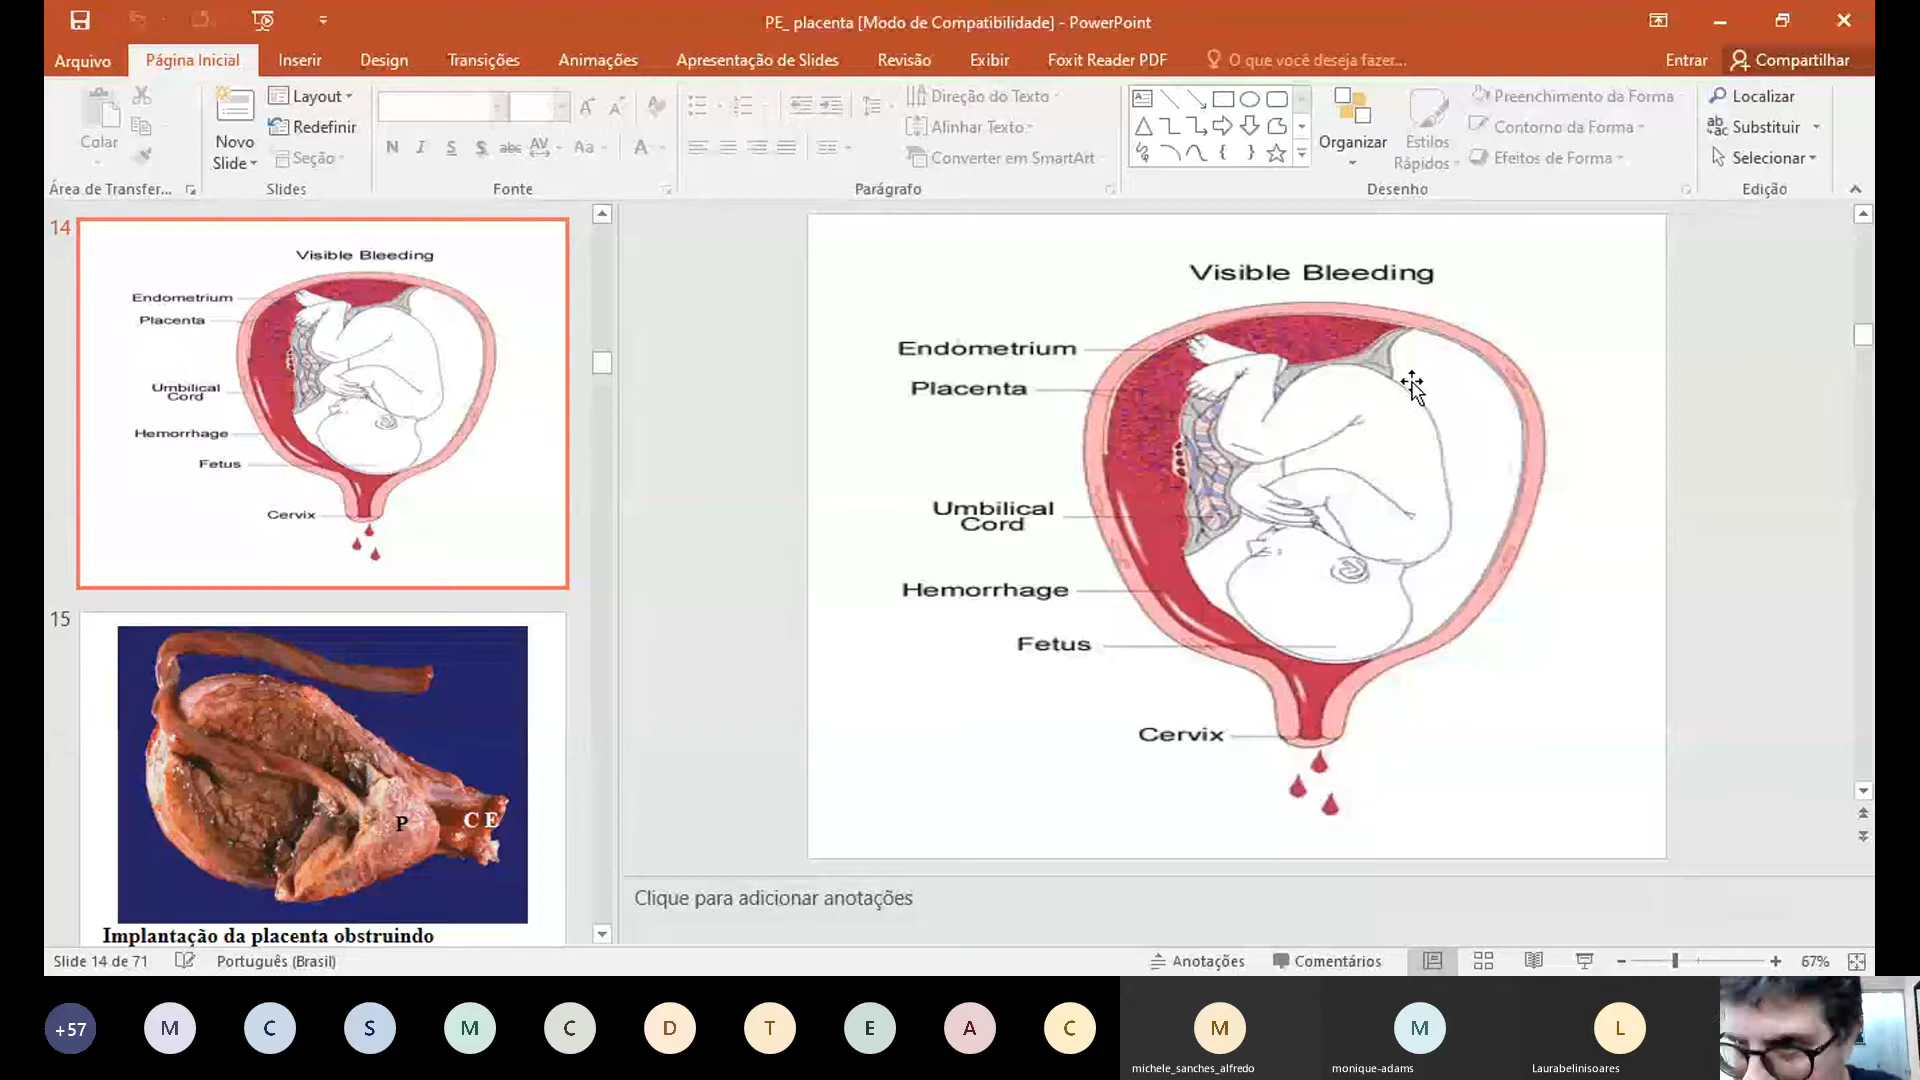 PE_ placenta [Modo de Compatibilidade] - PowerPoint
Arquivo
Página Inicial
Inserir
Design
Transições
Animações
Apresentação de Slides
Revisão
Exibir
Foxit Reader PDF
O que você deseja fazer...
Entrar
Compartilhar
Colar
Novo
Slide
Layout
Redefinir
Seção
N I S S abc AV Aa A
Direção do Texto
Alinhar Texto
Converter em SmartArt
Organizar
Estilos
Rápidos
Preenchimento da Forma
Contorno da Forma
Efeitos de Forma
Localizar
Substituir
Selecionar
Área de Transfer...
Slides
Fonte
Parágrafo
Desenho
Edição
14
Visible Bleeding
Endometrium
Placenta
Umbilical
Cord
Hemorrhage
Fetus
Cervix
15
P
C E
Implantação da placenta obstruindo
Visible Bleeding
Endometrium
Placenta
Umbilical
Cord
Hemorrhage
Fetus
Cervix
Clique para adicionar anotações
Slide 14 de 71
Português (Brasil)
Anotações
Comentários
67%
+57
M
C
S
M
C
D
T
E
A
C
M
M
L
michele_sanches_alfredo
monique-adams
Laurabelinisoares